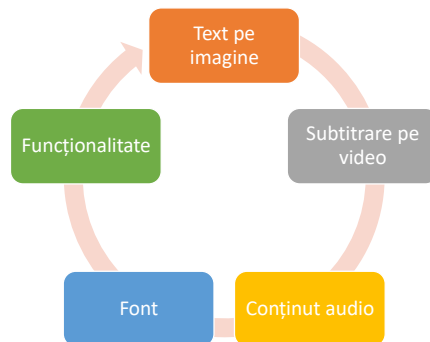 Text pe
imagine
Subtitrare pe
video
Conținut audio
Font
Funcționalitate